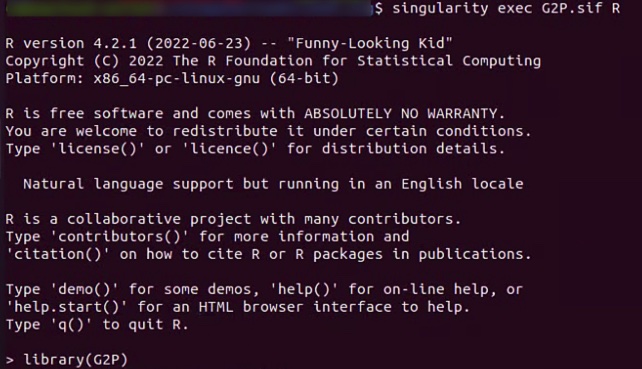 $ singularity exec G2P.sif R
R version 4.2.1 (2022-06-23) -- "Funny-Looking Kid"
Copyright (C) 2022 The R Foundation for Statistical Computing
Platform: x86_64-pc-linux-gnu (64-bit)
R is free software and comes with ABSOLUTELY NO WARRANTY.
You are welcome to redistribute it under certain conditions.
Type 'license()' or 'licence()' for distribution details.
Natural language support but running in an English locale
R is a collaborative project with many contributors.
Type 'contributors()' for more information and
'citation()' on how to cite R or R packages in publications.
Type 'demo()' for some demos, 'help()' for on-line help, or
'help.start()' for an HTML browser interface to help.
Type 'q()' to quit R.
> library(G2P)